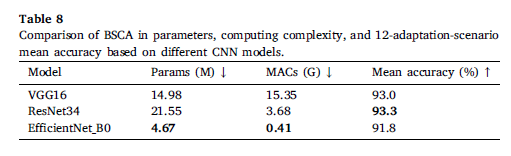 Table 8
Comparison of BSCA in parameters, computing complexity, and 12-adaptation-scenario
mean accuracy based on different CNN models.
Model Params (M) ↓ MACs (G) ↓ Mean accuracy (%) ↑
VGG16 14.98 15.35 93.0
ResNet34 21.55 3.68 93.3
EfficientNet_B0 4.67 0.41 91.8